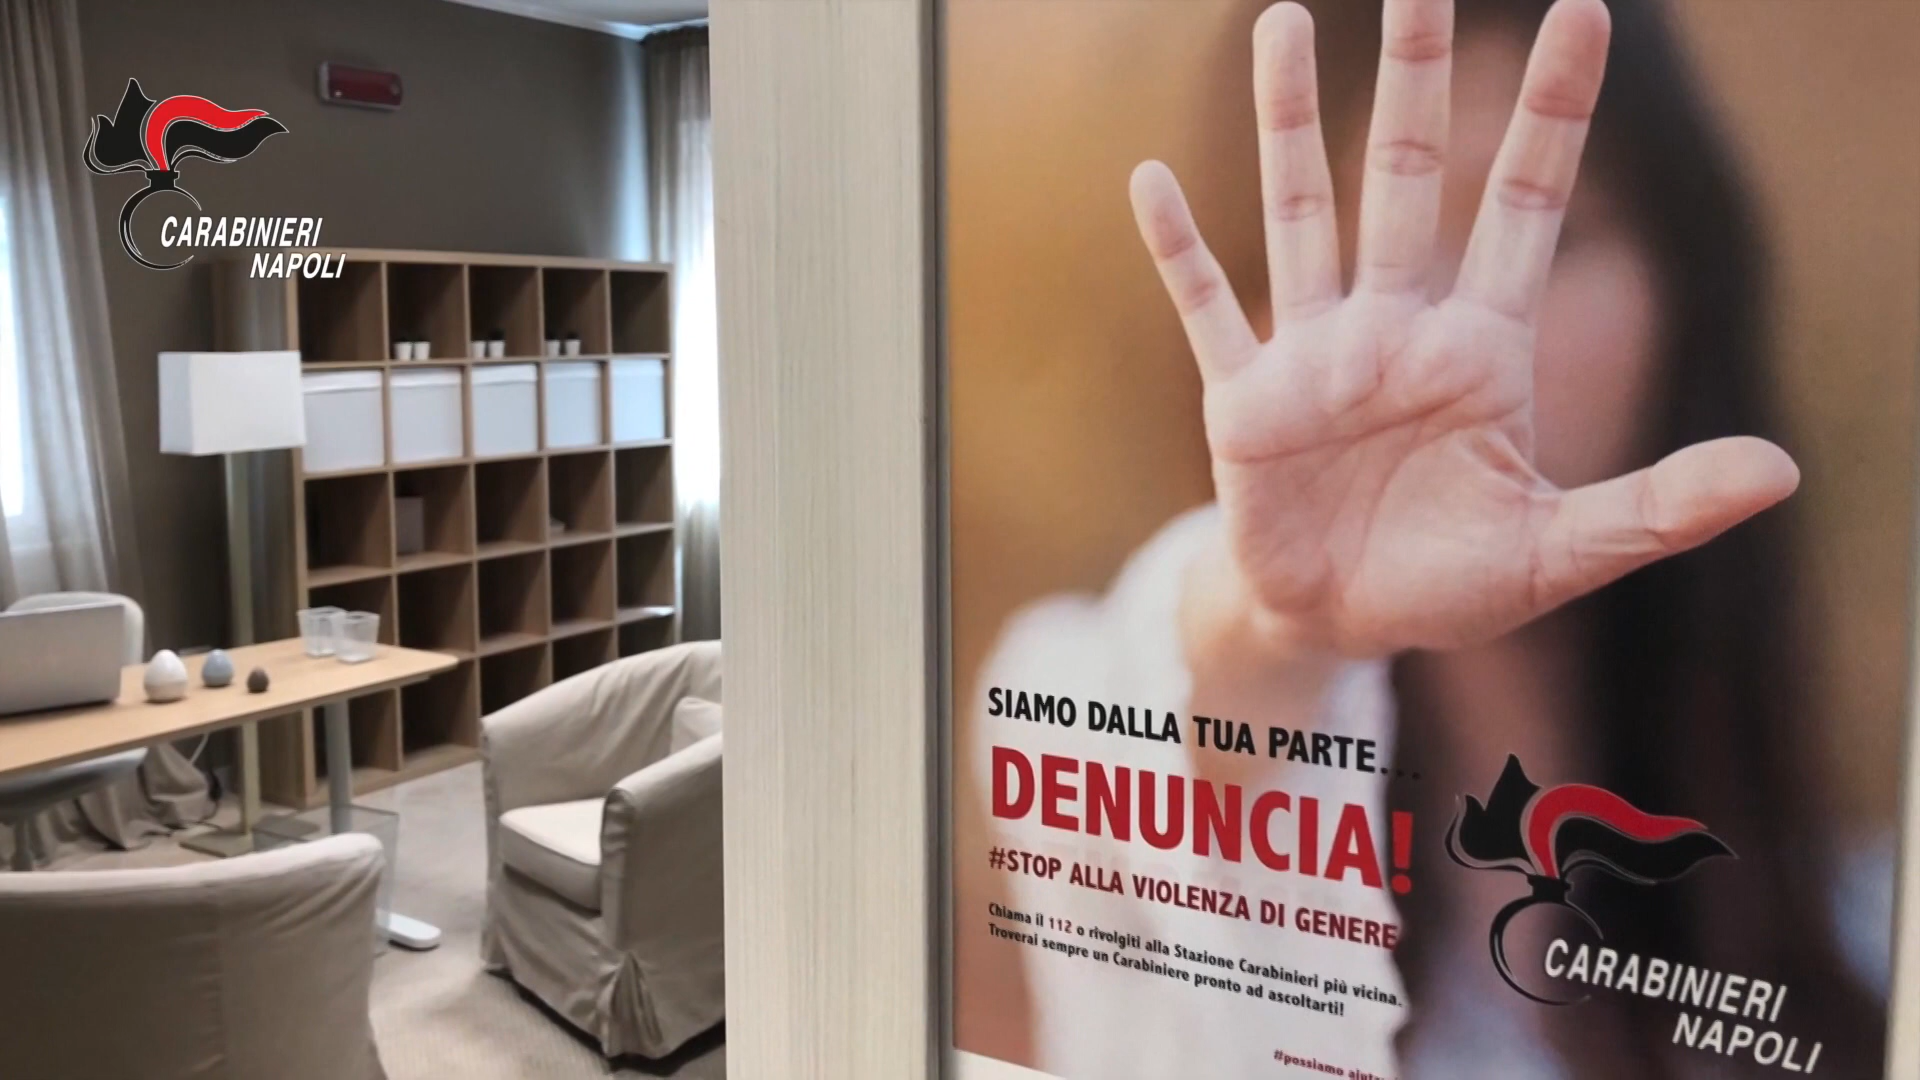 CARABINIERI
NAPOLI
SIAMO DALLA TUA PARTE...
DENUNCIA!
#STOP ALLA VIOLENZA DI GENERE
Chiama il 112 o rivolgiti alla Stazione Carabinieri più vicina.
Troverai sempre un Carabiniere pronto ad ascoltarti!
#possiamo
CARABINIERI
NAPOLI